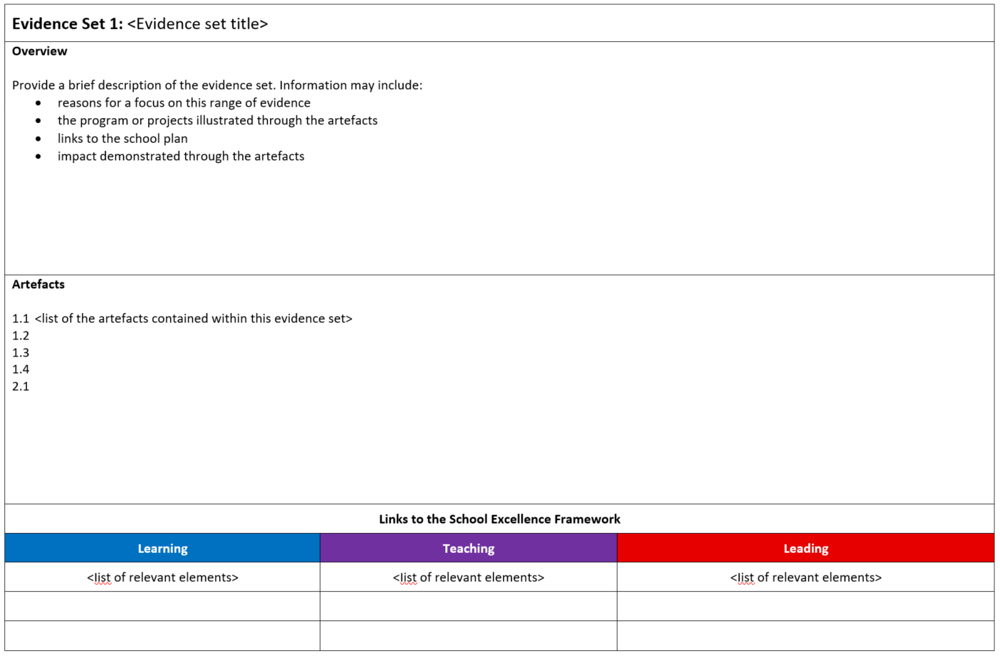 Evidence Set 1: <Evidence set title>
Overview
Provide a brief description of the evidence set. Information may include:
• reasons for a focus on this range of evidence
• the program or projects illustrated through the artefacts
• links to the school plan
• impact demonstrated through the artefacts
Artefacts
1.1 <list of the artefacts contained within this evidence set>
1.2
1.3
1.4
2.1
Links to the School Excellence Framework
Learning Teaching Leading
<list of relevant elements> <list of relevant elements> <list of relevant elements>